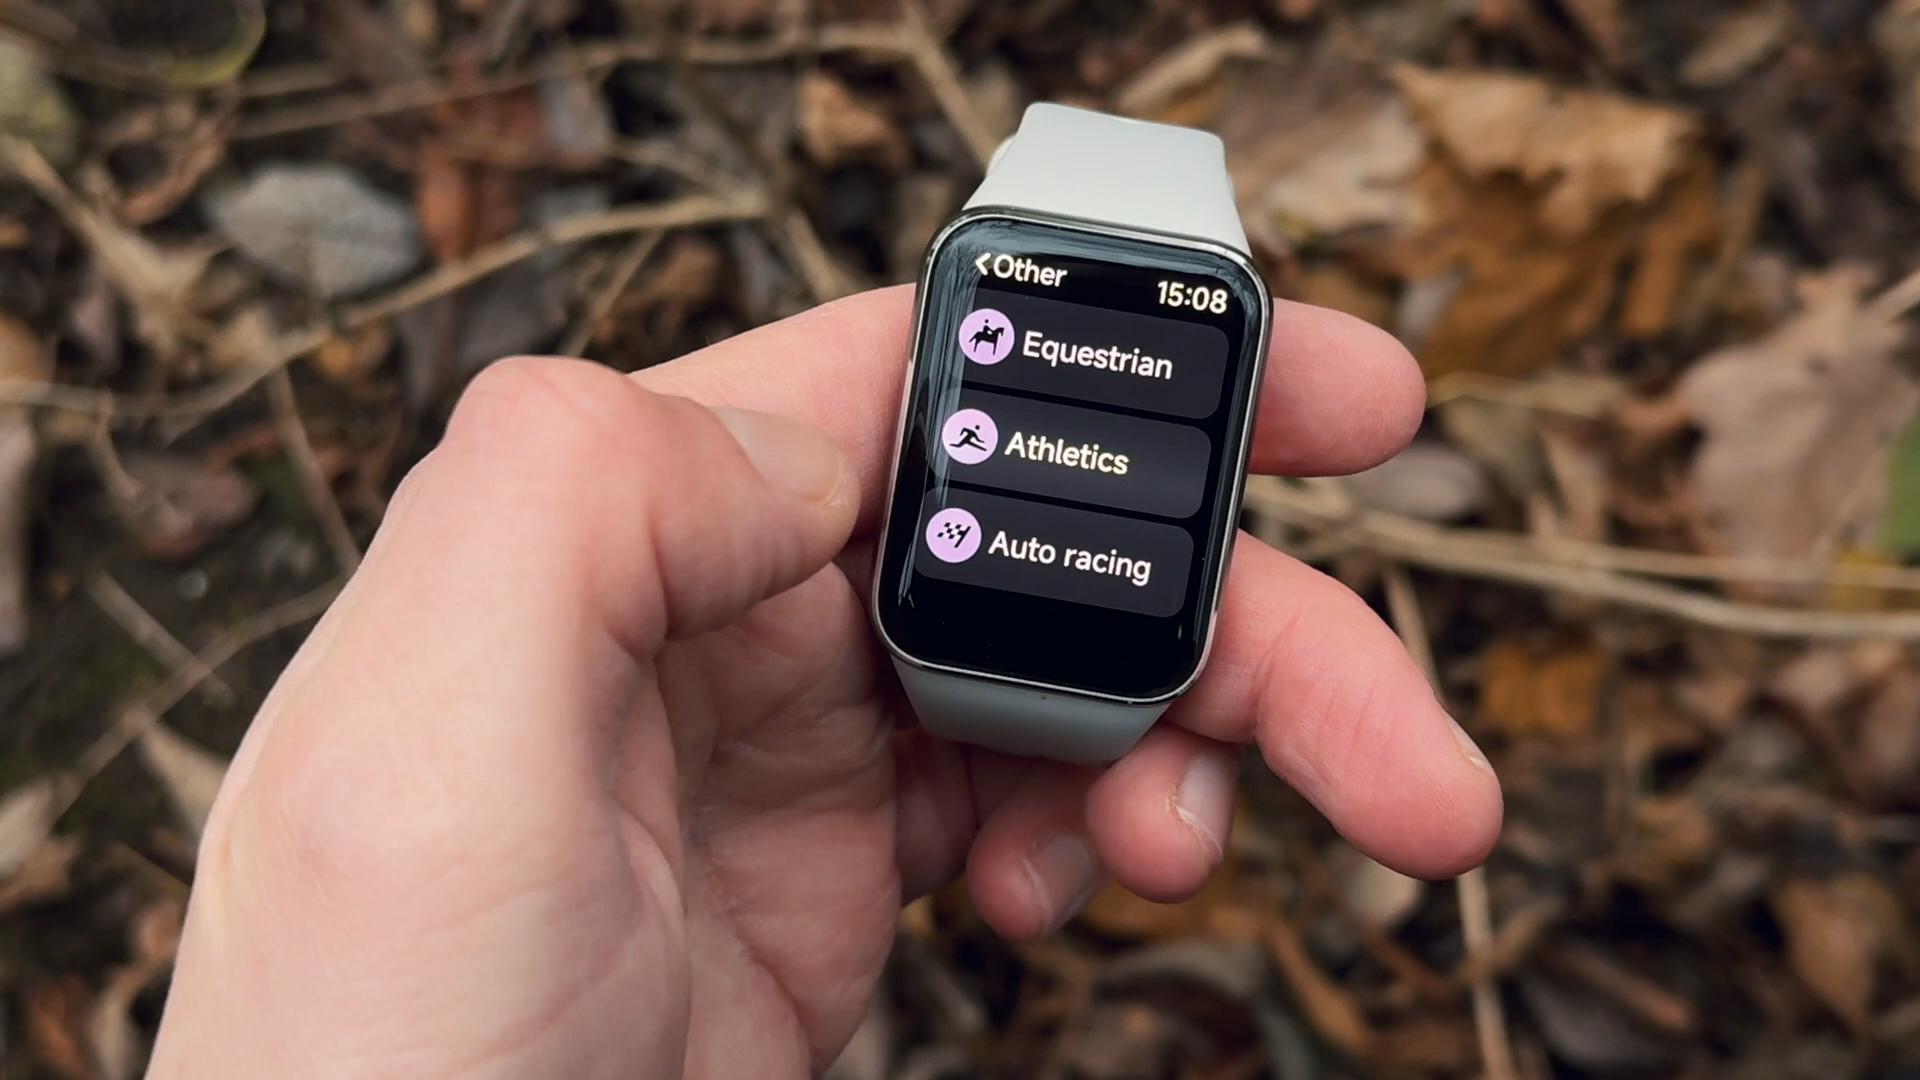 <Other
15:08
Equestrian
Athletics
Auto racing